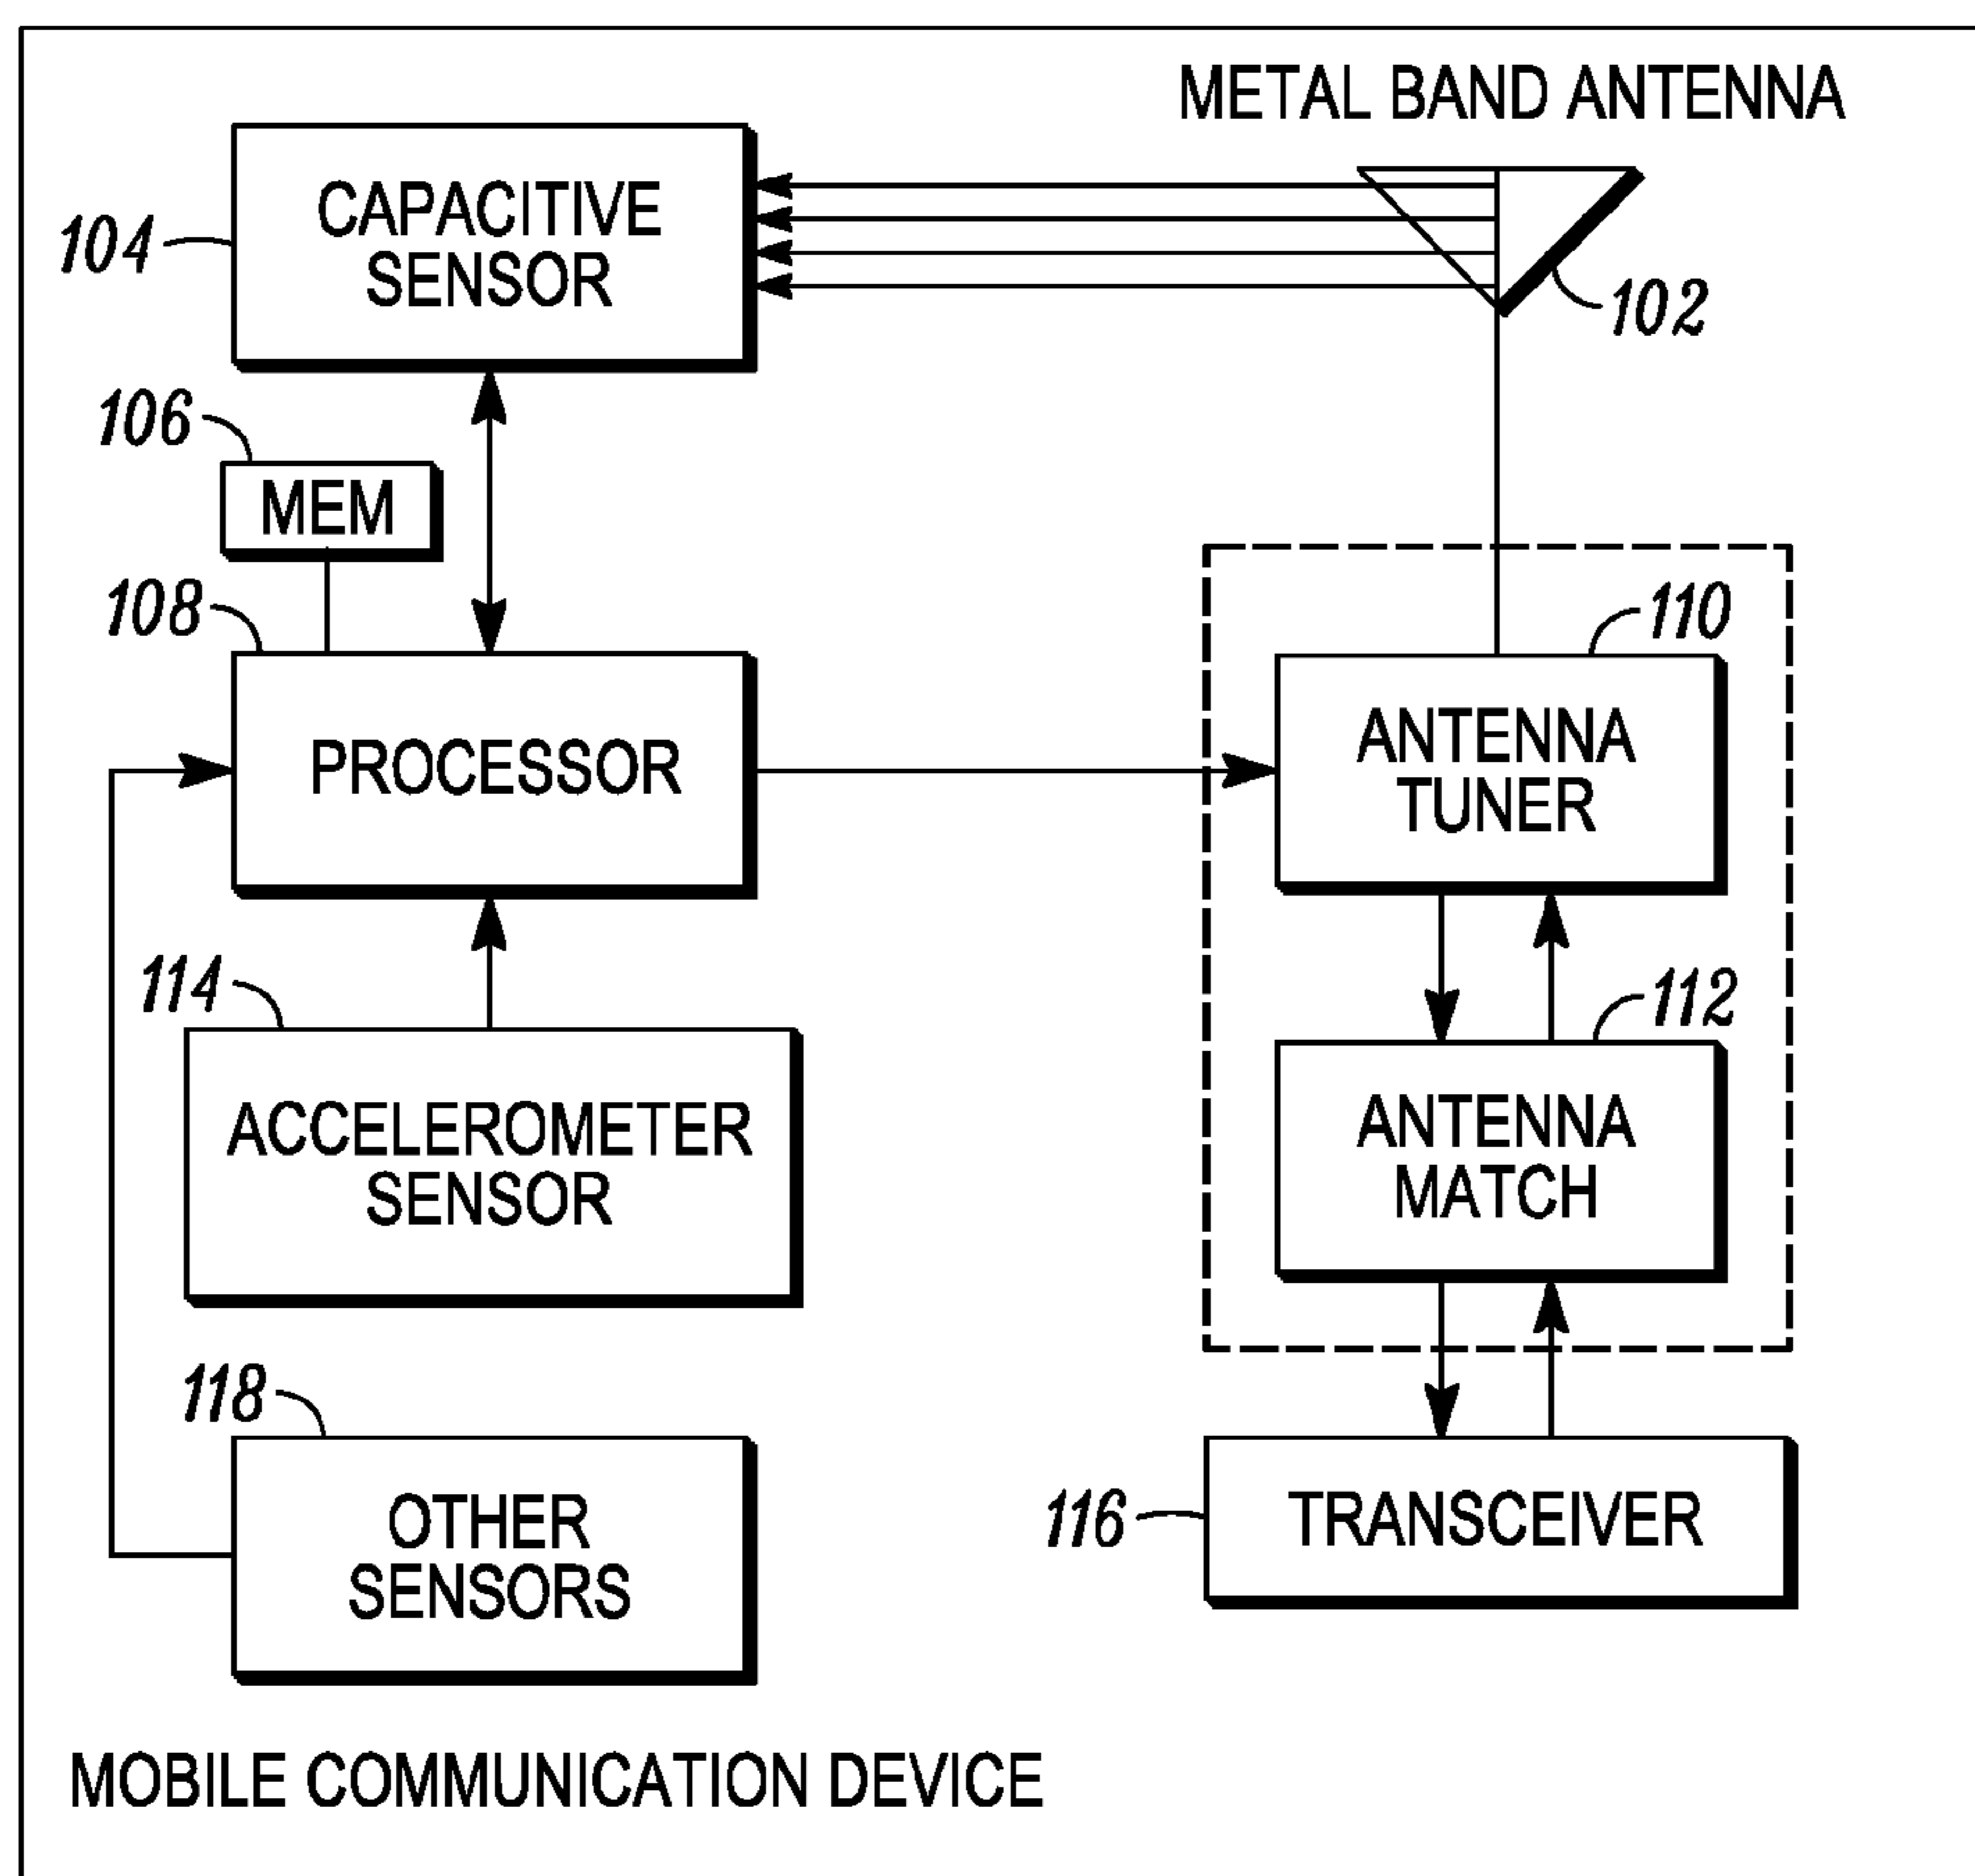 METAL BAND ANTENNA
CAPACITIVE
SENSOR
104
102
106
MEM
108
110
PROCESSOR
ANTENNA
TUNER
114
112
ACCELEROMETER
SENSOR
ANTENNA
MATCH
118
OTHER
SENSORS
116
TRANSCEIVER
MOBILE COMMUNICATION DEVICE